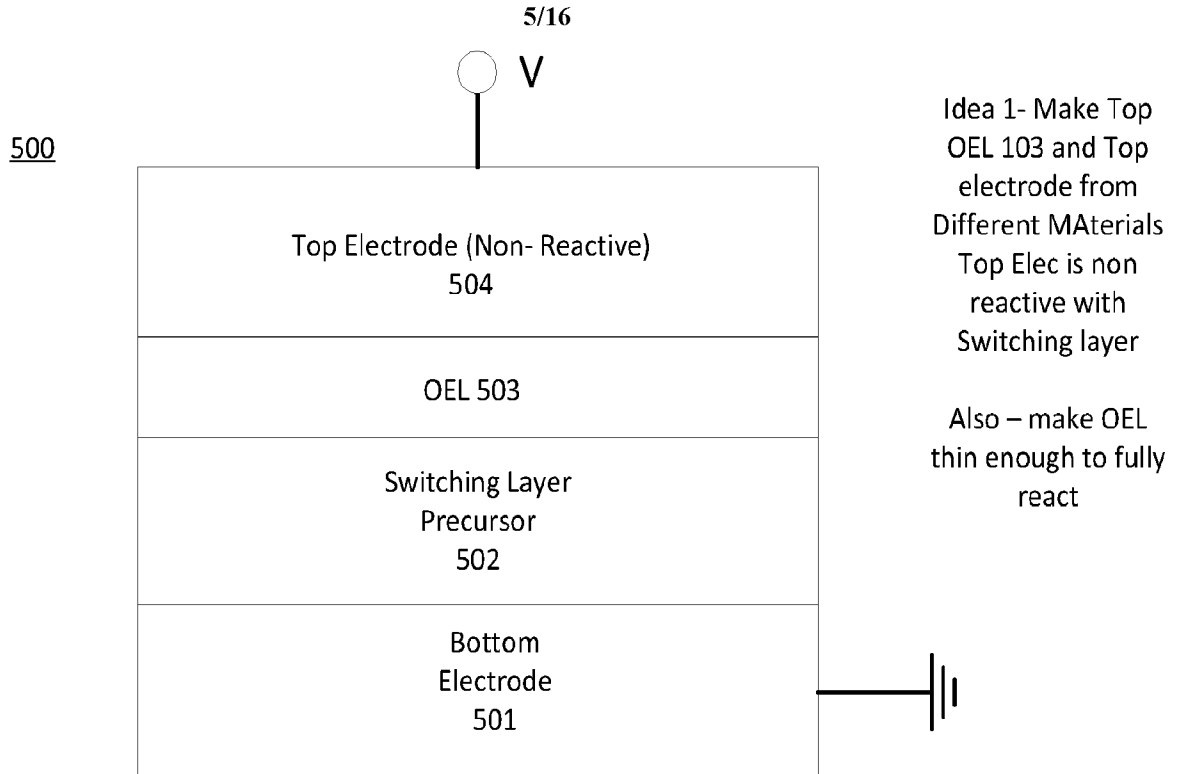 5/16
V
500
Top Electrode (Non- Reactive)
504
OEL 503
Switching Layer
Precursor
502
Bottom
Electrode
501
Idea 1- Make Top
OEL 103 and Top
electrode from
Different MAterials
Top Elec is non
reactive with
Switching layer
Also – make OEL
thin enough to fully
react